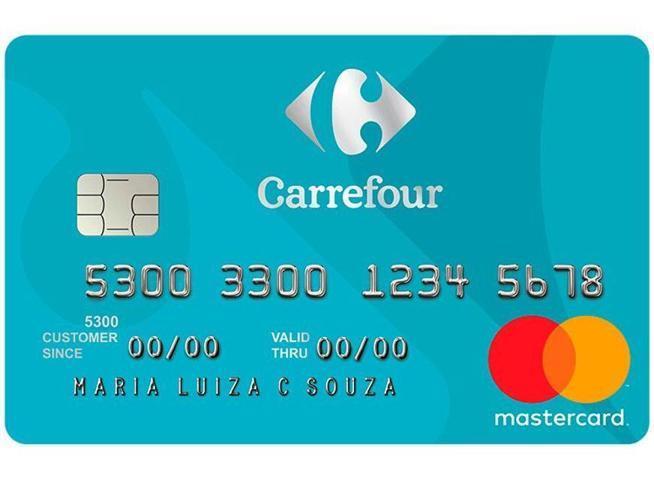 Carrefour
5300 3300 1234 5678
5300
CUSTOMER SINCE 00/00 VALID THRU 00/00
MARIA LUIZA C SOUZA
mastercard.